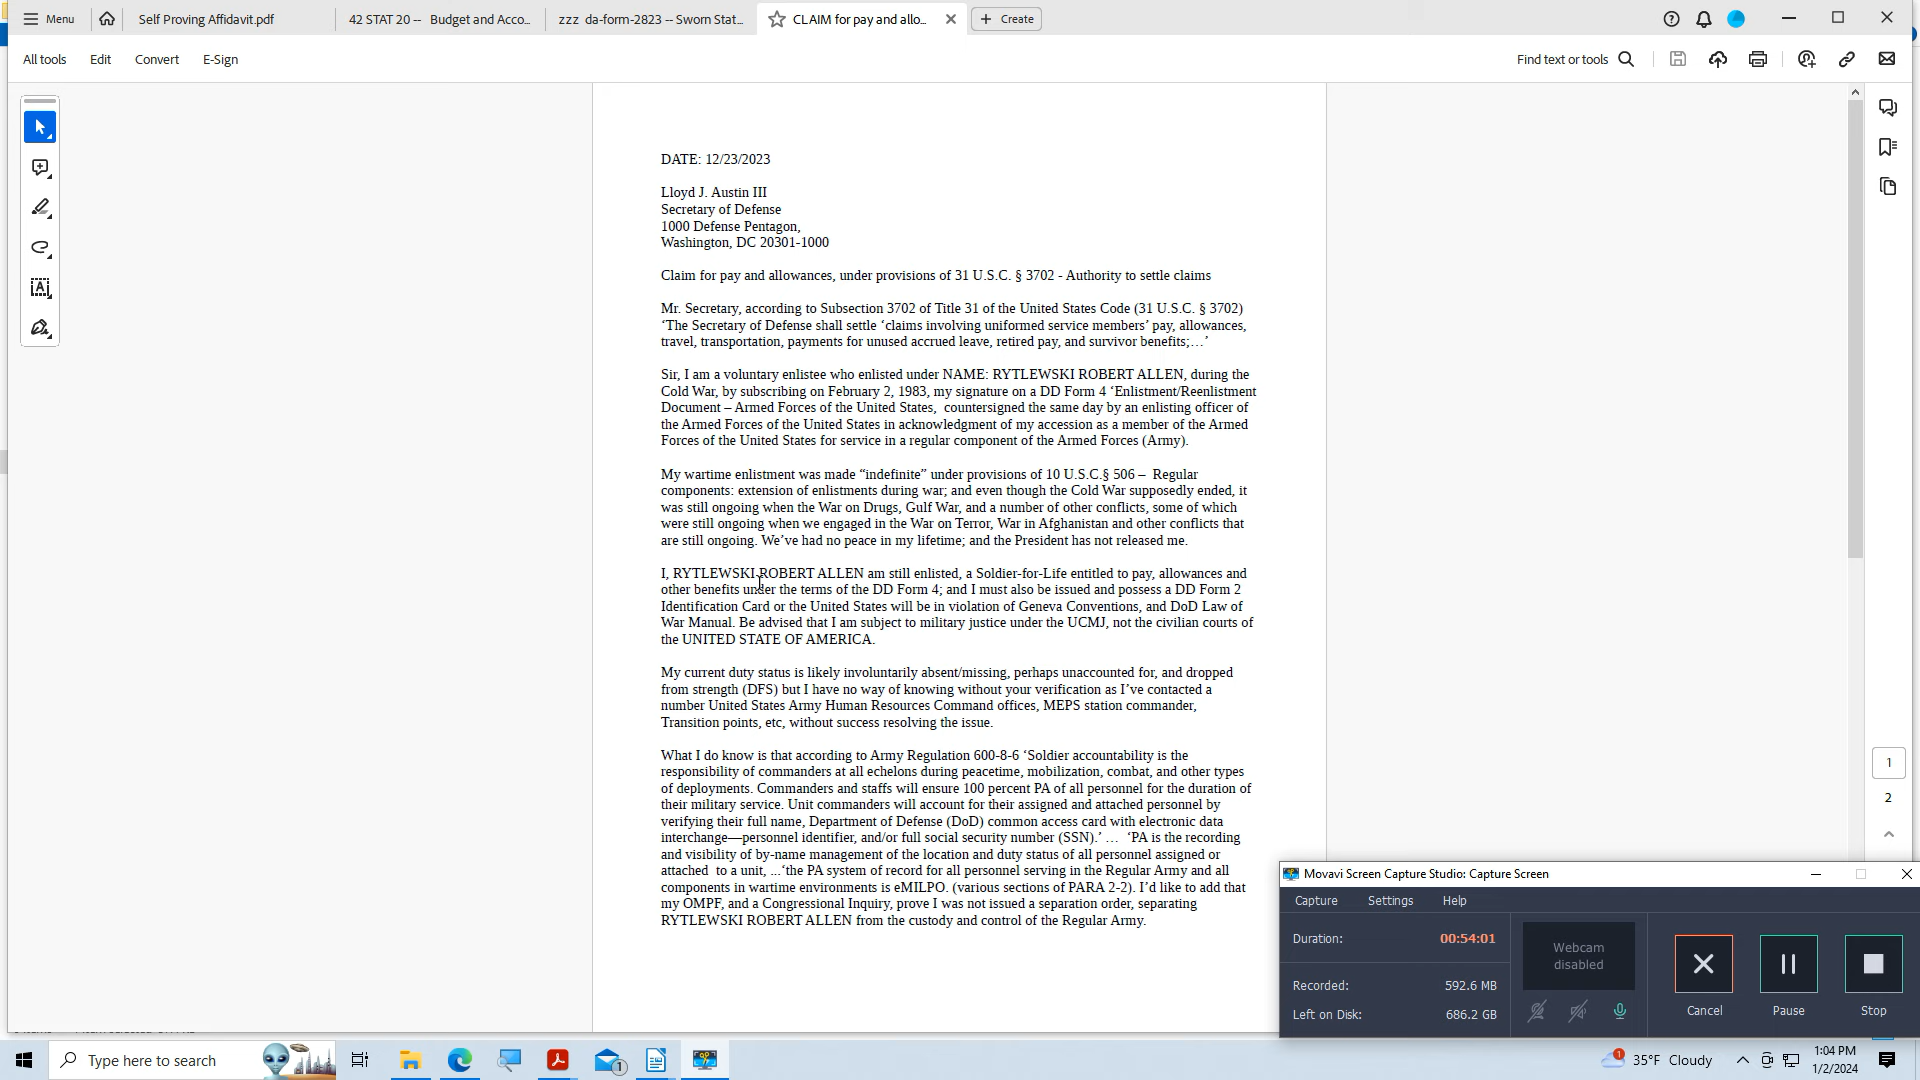 Menu
Self Proving Affidavit.pdf
42 STAT 20 -- Budget and Acco...
zzz da-form-2823 -- Sworn Stat...
CLAIM for pay and allo...
Create
All tools
Edit
Convert
E-Sign
Find text or tools
DATE: 12/23/2023
Lloyd J. Austin III
Secretary of Defense
1000 Defense Pentagon,
Washington, DC 20301-1000
Claim for pay and allowances, under provisions of 31 U.S.C. § 3702 - Authority to settle claims
Mr. Secretary, according to Subsection 3702 of Title 31 of the United States Code (31 U.S.C. § 3702)
‘The Secretary of Defense shall settle ‘claims involving uniformed service members’ pay, allowances,
travel, transportation, payments for unused accrued leave, retired pay, and survivor benefits;…’
Sir, I am a voluntary enlistee who enlisted under NAME: RYTLEWSKI ROBERT ALLEN, during the
Cold War, by subscribing on February 2, 1983, my signature on a DD Form 4 ‘Enlistment/Reenlistment
Document – Armed Forces of the United States, countersigned the same day by an enlisting officer of
the Armed Forces of the United States in acknowledgment of my accession as a member of the Armed
Forces of the United States for service in a regular component of the Armed Forces (Army).
My wartime enlistment was made “indefinite” under provisions of 10 U.S.C.§ 506 – Regular
components: extension of enlistments during war; and even though the Cold War supposedly ended, it
was still ongoing when the War on Drugs, Gulf War, and a number of other conflicts, some of which
were still ongoing when we engaged in the War on Terror, War in Afghanistan and other conflicts that
are still ongoing. We’ve had no peace in my lifetime; and the President has not released me.
I, RYTLEWSKI ROBERT ALLEN am still enlisted, a Soldier-for-Life entitled to pay, allowances and
other benefits under the terms of the DD Form 4; and I must also be issued and possess a DD Form 2
Identification Card or the United States will be in violation of Geneva Conventions, and DoD Law of
War Manual. Be advised that I am subject to military justice under the UCMJ, not the civilian courts of
the UNITED STATE OF AMERICA.
My current duty status is likely involuntarily absent/missing, perhaps unaccounted for, and dropped
from strength (DFS) but I have no way of knowing without your verification as I’ve contacted a
number United States Army Human Resources Command offices, MEPS station commander,
Transition points, etc, without success resolving the issue.
What I do know is that according to Army Regulation 600-8-6 ‘Soldier accountability is the
responsibility of commanders at all echelons during peacetime, mobilization, combat, and other types
of deployments. Commanders and staffs will ensure 100 percent PA of all personnel for the duration of
their military service. Unit commanders will account for their assigned and attached personnel by
verifying their full name, Department of Defense (DoD) common access card with electronic data
interchange—personnel identifier, and/or full social security number (SSN).’ … ‘PA is the recording
and visibility of by-name management of the location and duty status of all personnel assigned or
attached to a unit, ...‘the PA system of record for all personnel serving in the Regular Army and all
components in wartime environments is eMILPO. (various sections of PARA 2-2). I’d like to add that
my OMPF, and a Congressional Inquiry, prove I was not issued a separation order, separating
RYTLEWSKI ROBERT ALLEN from the custody and control of the Regular Army.
1
2
Movavi Screen Capture Studio: Capture Screen
Capture
Settings
Help
Duration:
00:54:01
Webcam
disabled
Recorded:
592.6 MB
Left on Disk:
686.2 GB
Cancel
Pause
Stop
Type here to search
1
1
35°F Cloudy
1:04 PM
1/2/2024